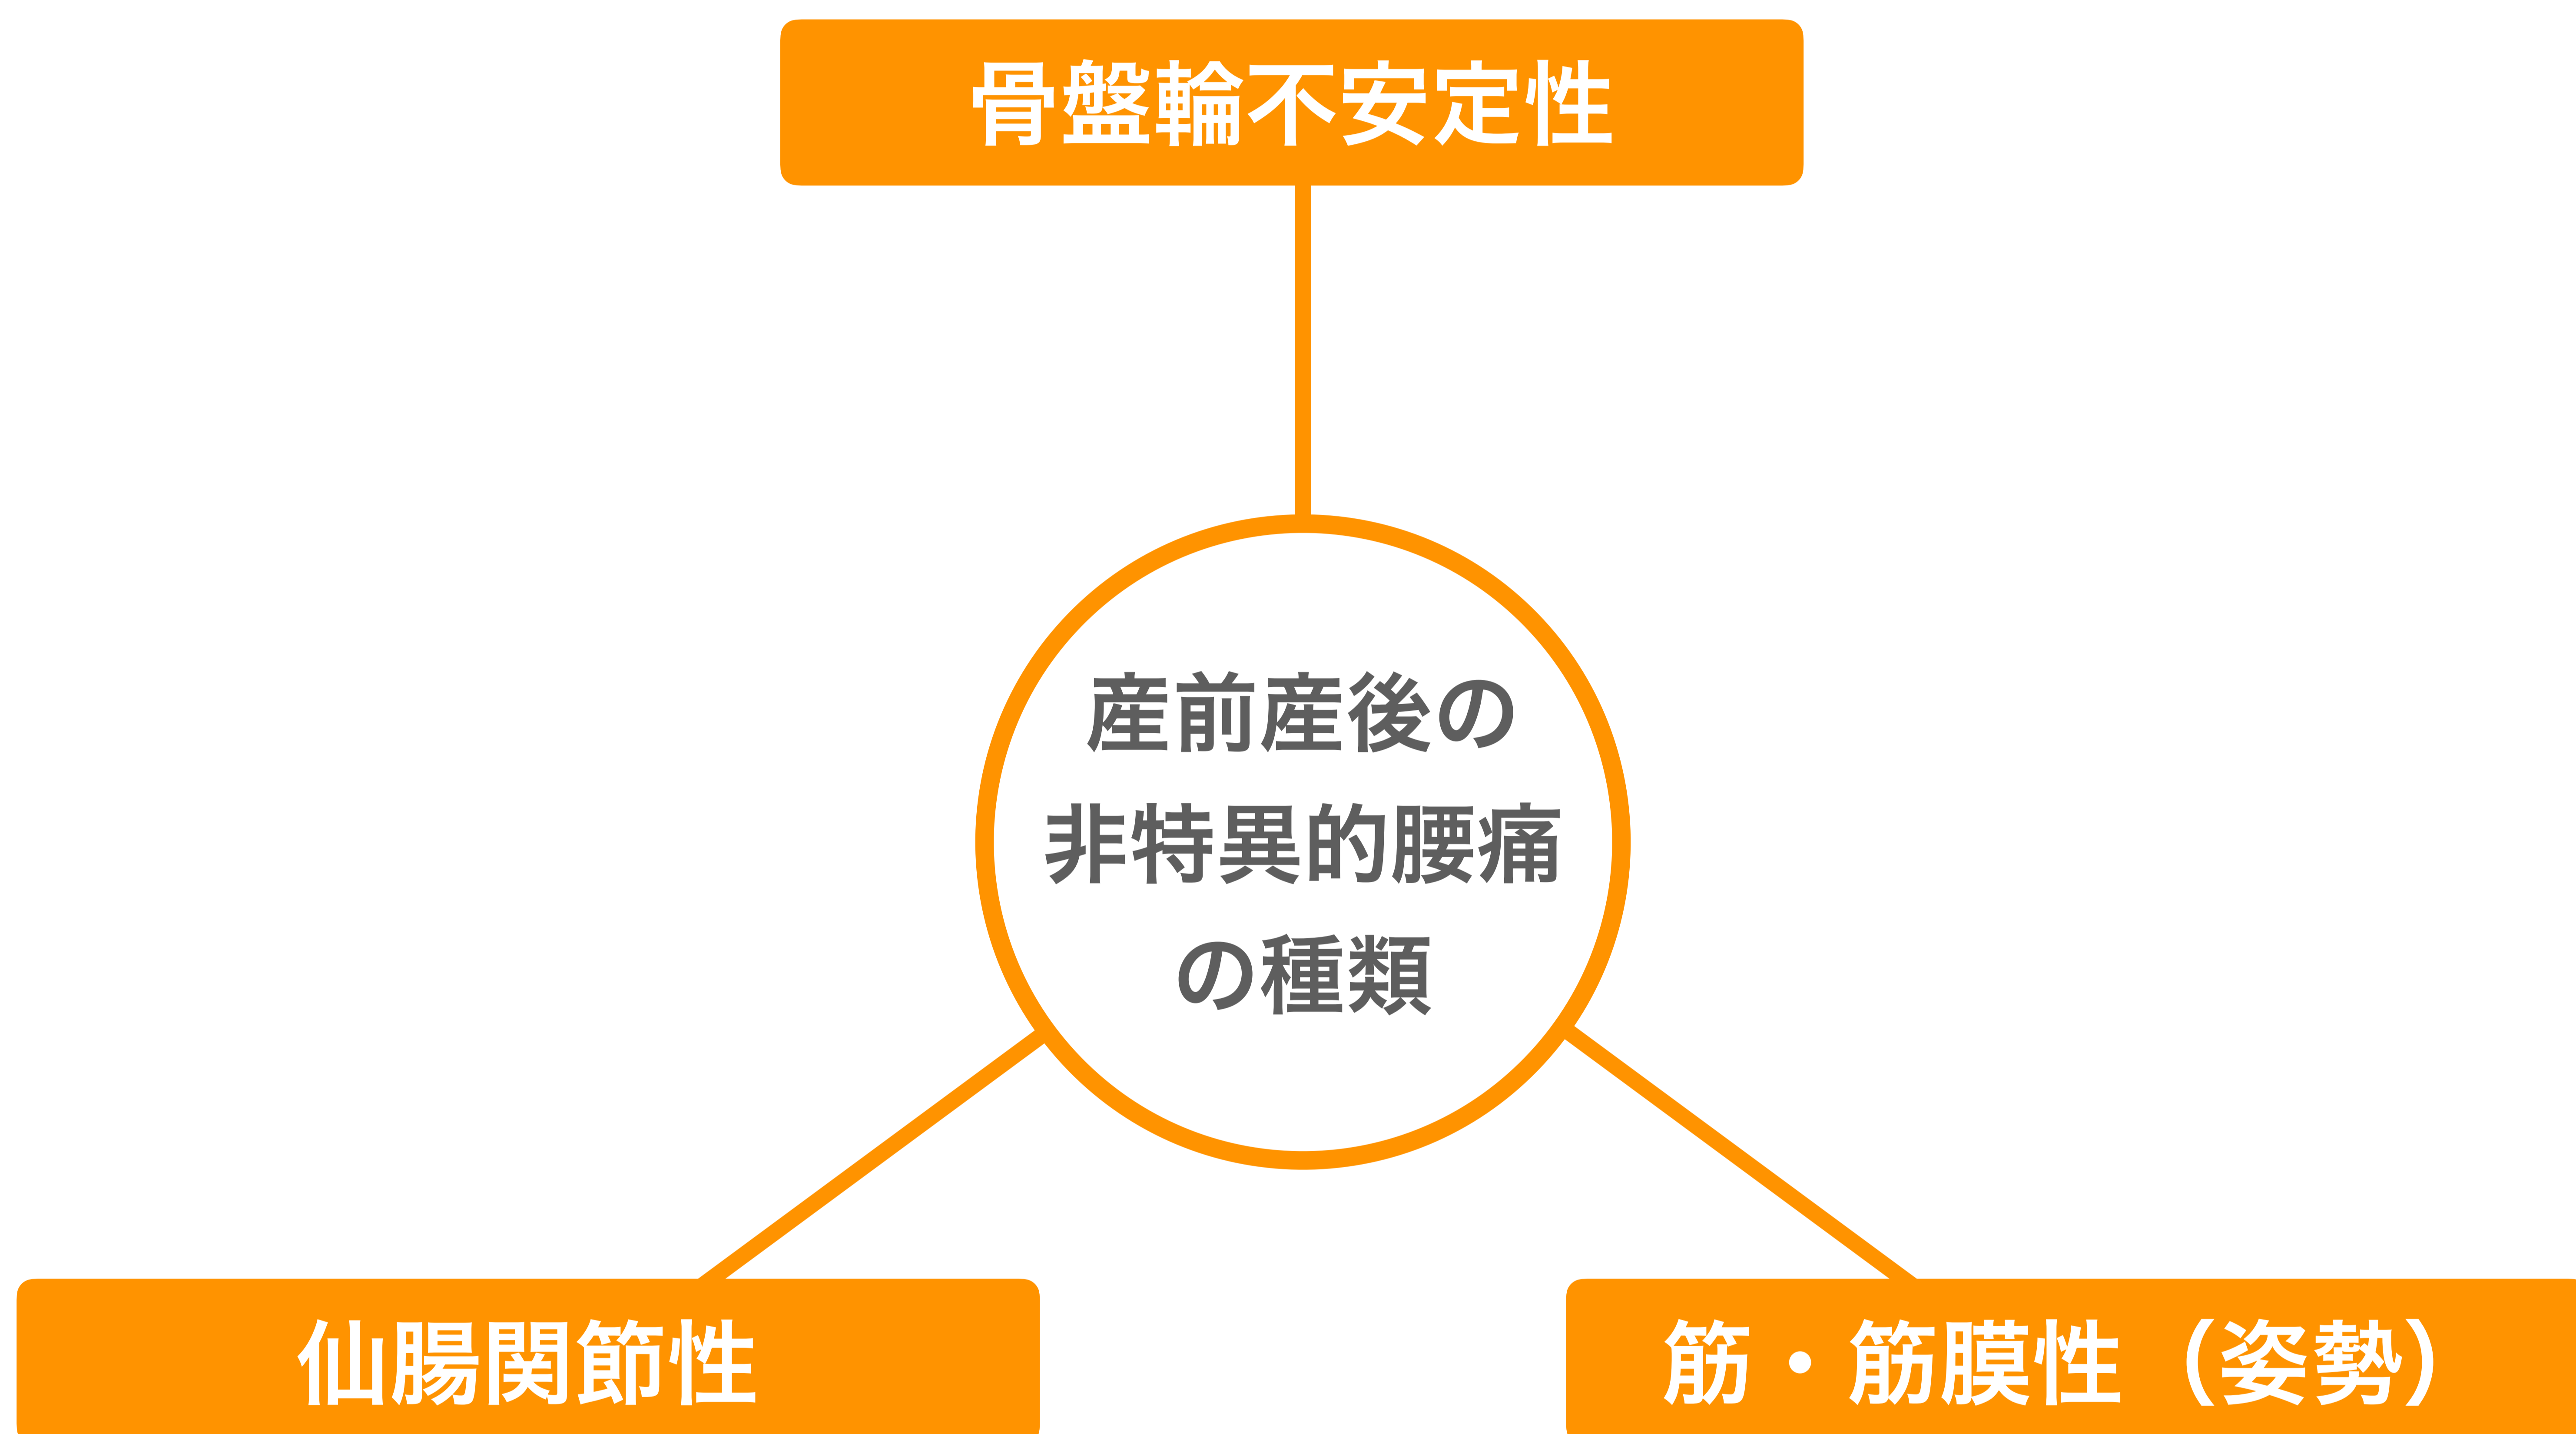 骨盤輪不安定性
産前産後の
非特異的腰痛
の種類
仙腸関節性
筋・筋膜性（姿勢）